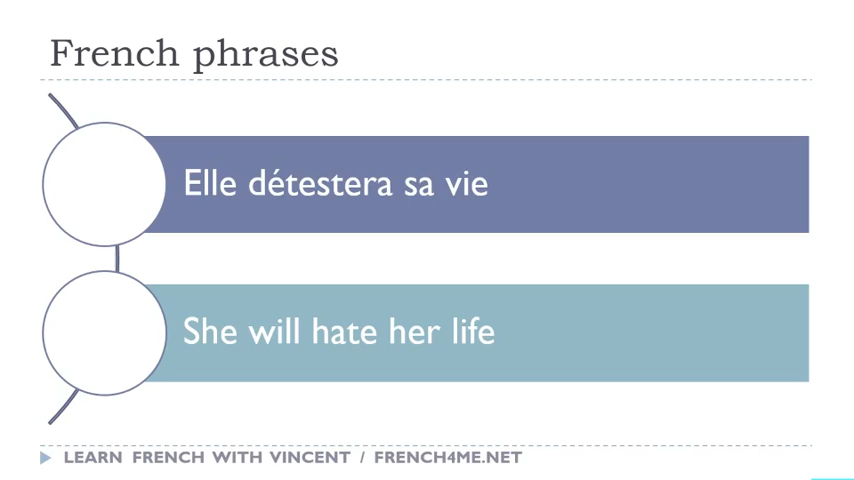 French phrases
Elle détestera sa vie
She will hate her life
LEARN FRENCH WITH VINCENT / FRENCH4ME.NET